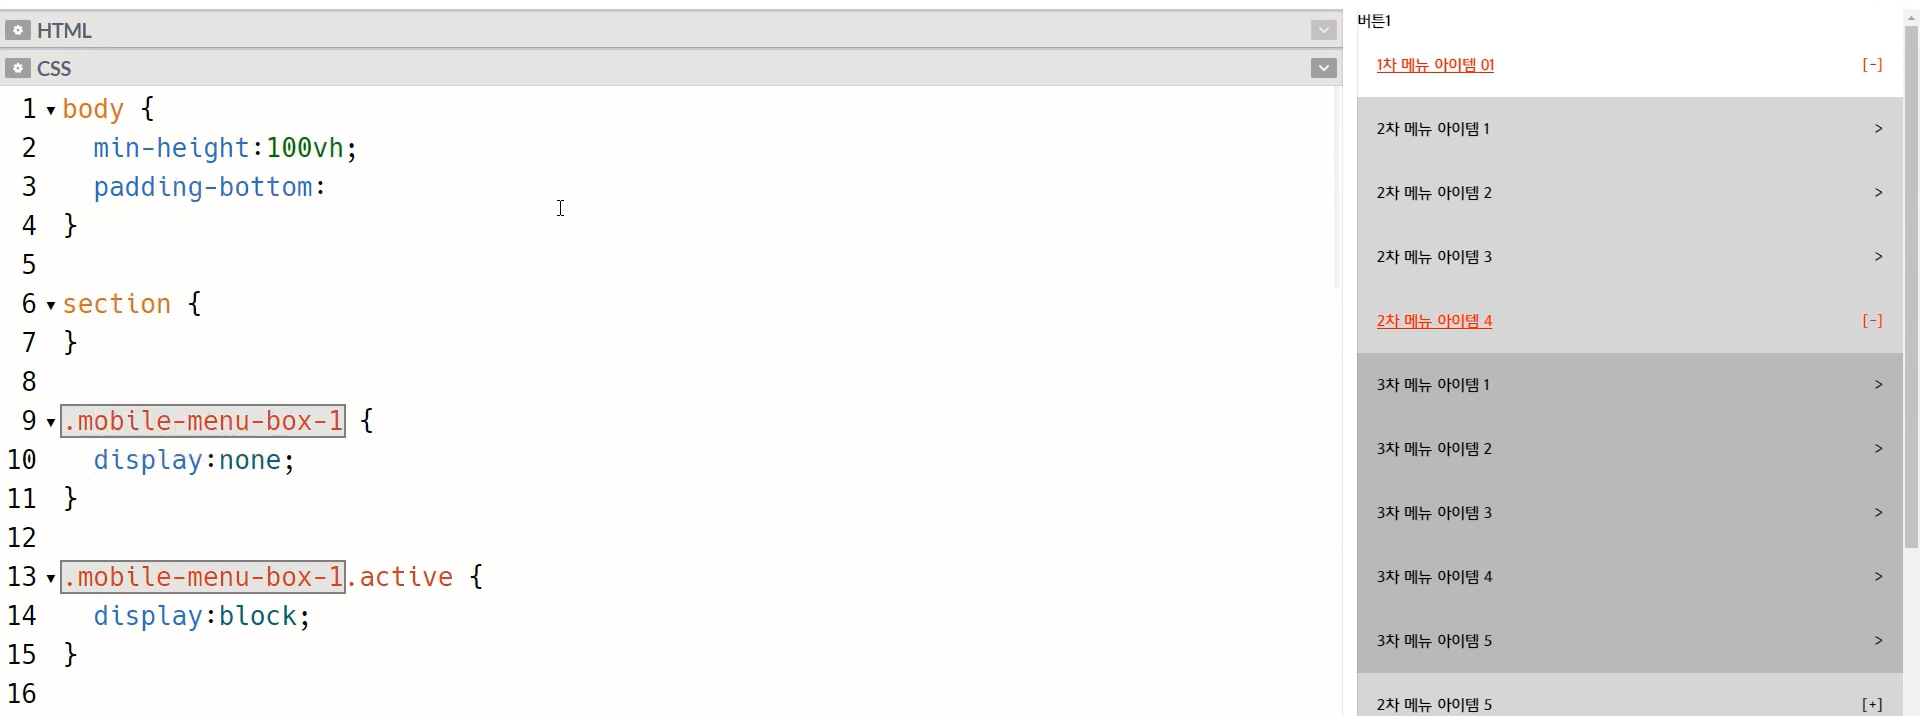 HTML
CSS
1 body {
2 min-height:100vh;
3 padding-bottom:
4 }
5
6 section {
7 }
8
9 .mobile-menu-box-1 {
10 display:none;
11 }
12
13 .mobile-menu-box-1.active {
14 display:block;
15 }
16
버튼1
1차 메뉴 아이템 01 [-]
2차 메뉴 아이템 1 >
2차 메뉴 아이템 2 >
2차 메뉴 아이템 3 >
2차 메뉴 아이템 4 [-]
3차 메뉴 아이템 1 >
3차 메뉴 아이템 2 >
3차 메뉴 아이템 3 >
3차 메뉴 아이템 4 >
3차 메뉴 아이템 5 >
2차 메뉴 아이템 5 [+]